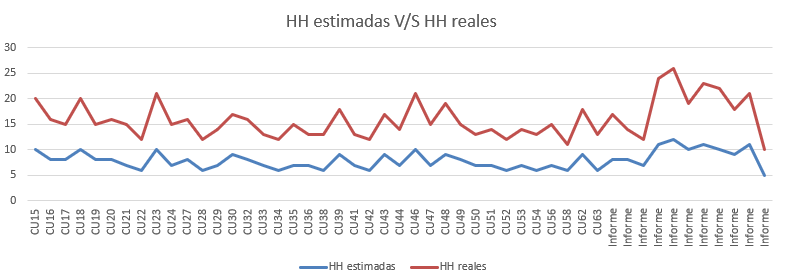 HH estimadas V/S HH reales
30
25
20
15
10
5
0
CU15
CU16
CU17
CU18
CU19
CU20
CU21
CU22
CU23
CU24
CU27
CU28
CU29
CU30
CU32
CU33
CU34
CU35
CU36
CU38
CU39
CU41
CU42
CU43
CU44
CU46
CU47
CU48
CU49
CU50
CU51
CU52
CU53
CU54
CU56
CU58
CU62
CU63
Informe
Informe
Informe
Informe
Informe
Informe
Informe
Informe
Informe
Informe
Informe
HH estimadas
HH reales